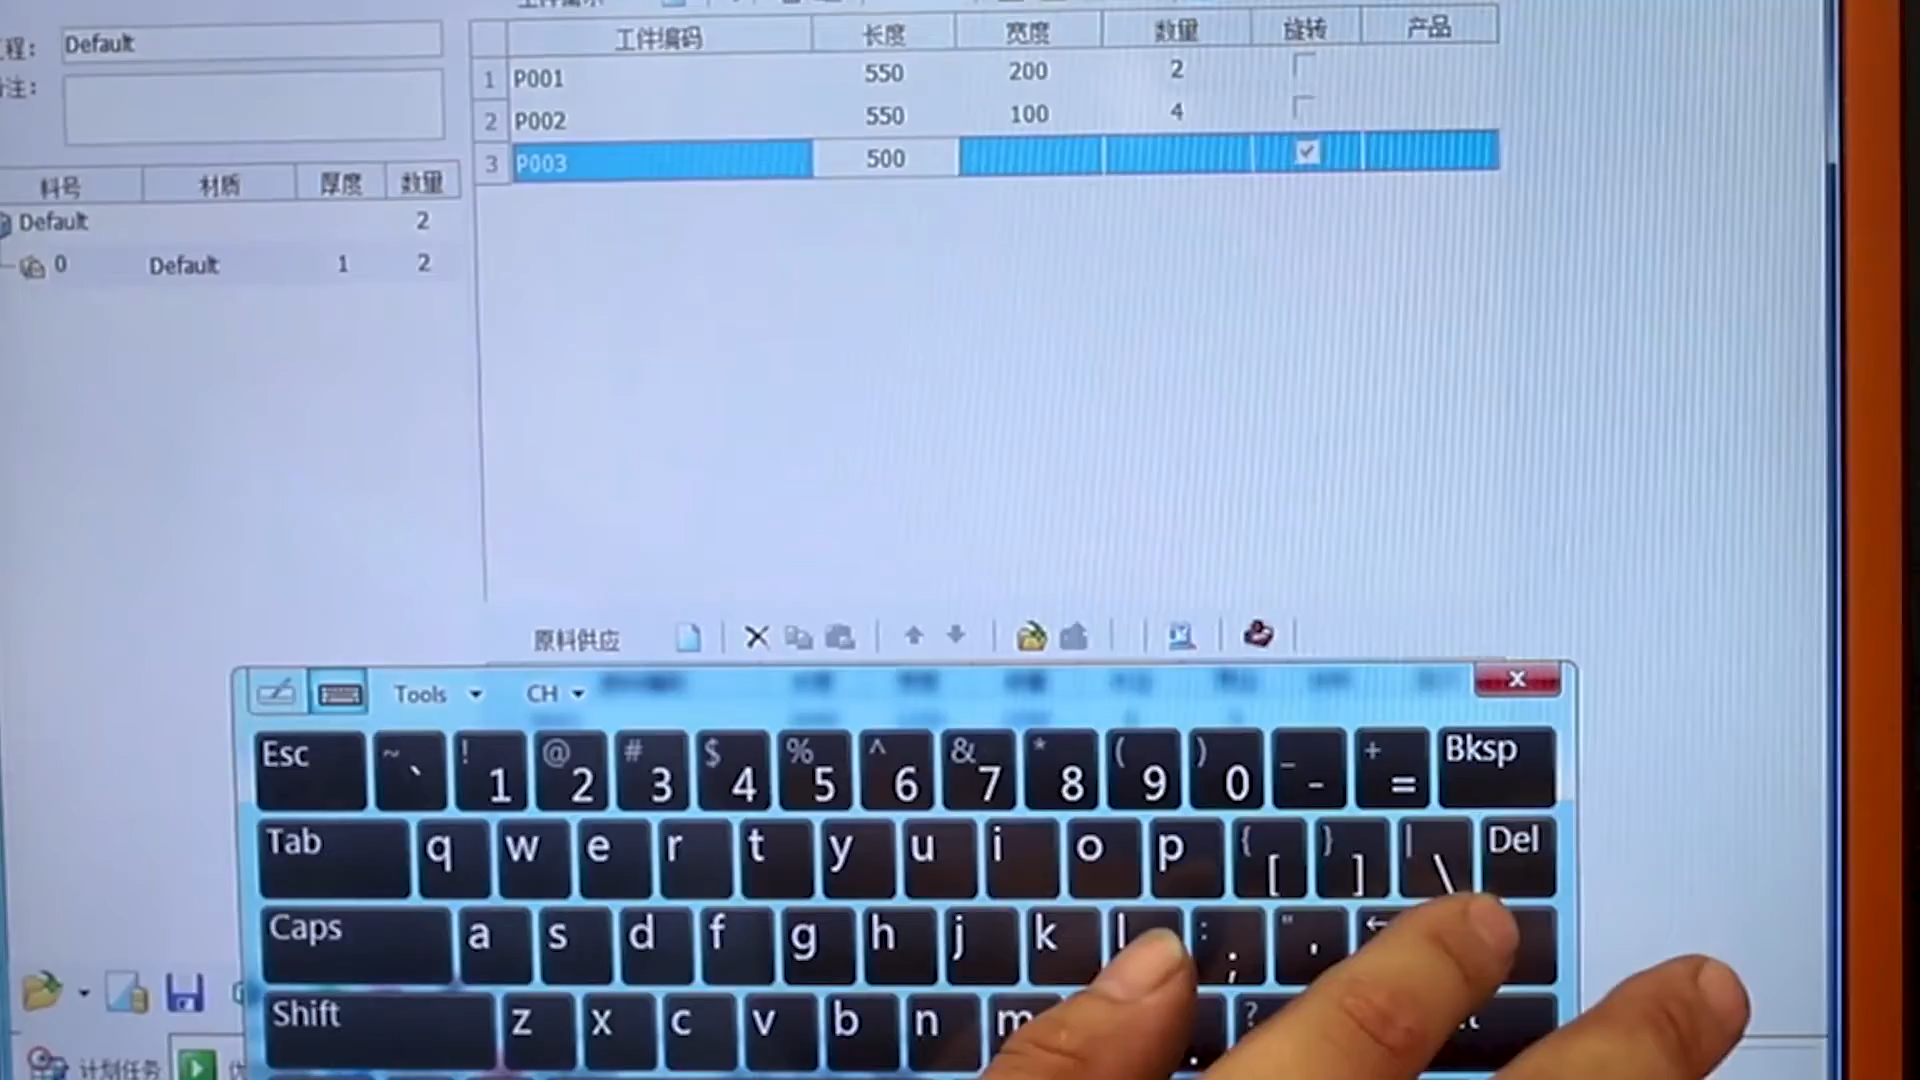 程： Default
注：
工件编码 长度 宽度 数量 旋转 产品
1 P001 550 200 2
2 P002 550 100 4
3 P003 500
料号 材质 厚度 数量
Default 2
0 Default 1 2
原料供应
Tools CH
Esc ~ ` ! 1 @ 2 # 3 $ 4 % 5 ^ 6 & 7 * 8 ( 9 ) 0 _ - + = Bksp
Tab q w e r t y u i o p { [ } ] | \ Del
Caps a s d f g h j k l : ; " '
Shift z x c v b n m . ?
计划任务